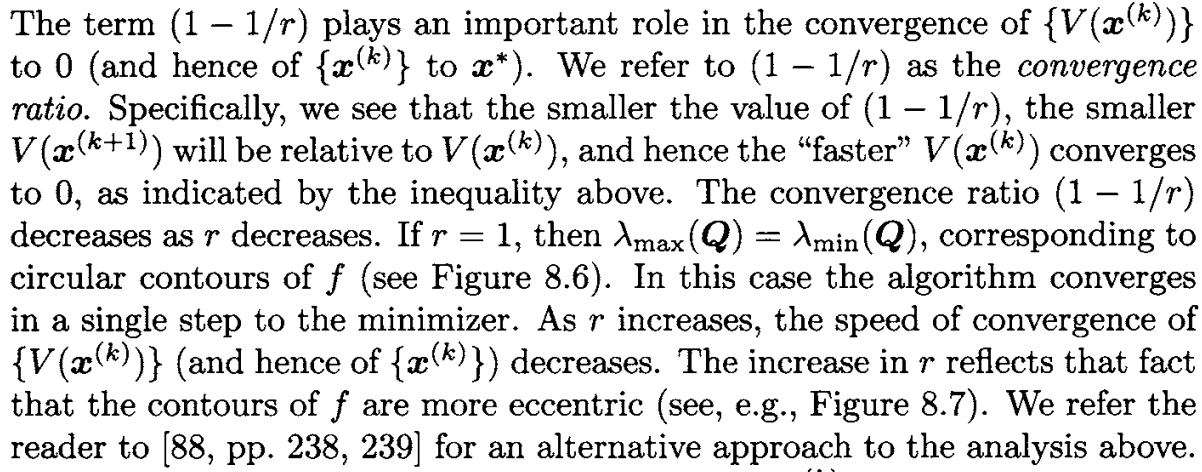 The term (1 − 1/r) plays an important role in the convergence of {V(x^(k))}
to 0 (and hence of {x^(k)} to x*). We refer to (1 − 1/r) as the convergence
ratio. Specifically, we see that the smaller the value of (1 − 1/r), the smaller
V(x^(k+1)) will be relative to V(x^(k)), and hence the “faster” V(x^(k)) converges
to 0, as indicated by the inequality above. The convergence ratio (1 − 1/r)
decreases as r decreases. If r = 1, then λmax(Q) = λmin(Q), corresponding to
circular contours of f (see Figure 8.6). In this case the algorithm converges
in a single step to the minimizer. As r increases, the speed of convergence of
{V(x^(k))} (and hence of {x^(k)}) decreases. The increase in r reflects that fact
that the contours of f are more eccentric (see, e.g., Figure 8.7). We refer the
reader to [88, pp. 238, 239] for an alternative approach to the analysis above.